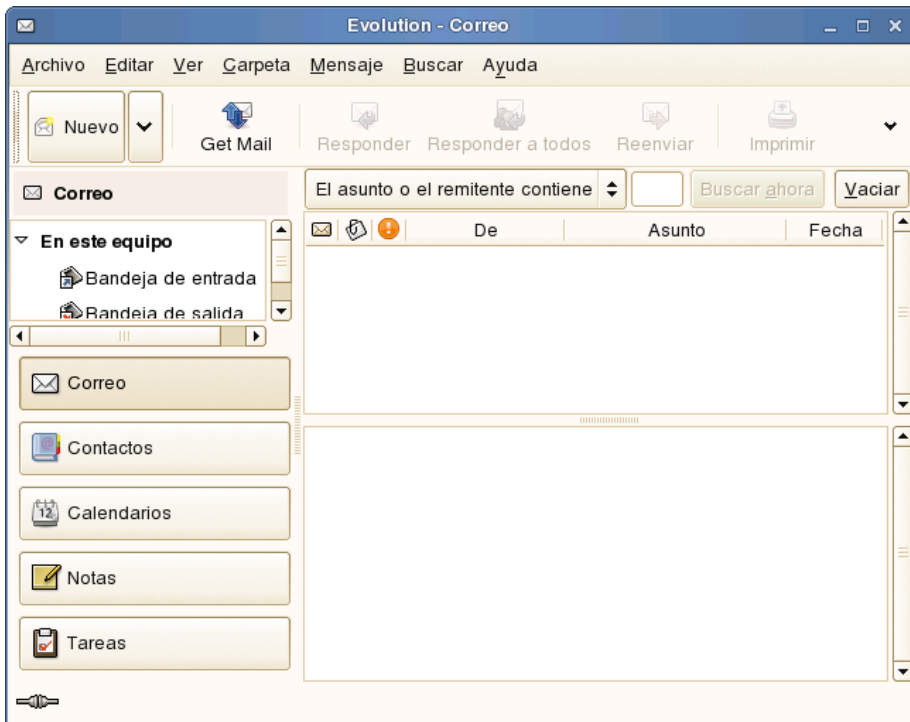 Evolution - Correo
Archivo Editar Ver Carpeta Mensaje Buscar Ayuda
Nuevo Get Mail Responder Responder a todos Reenviar Imprimir
Correo
El asunto o el remitente contiene Buscar ahora Vaciar
De Asunto Fecha
En este equipo
Bandeja de entrada
Bandeja de salida
Correo
Contactos
12 Calendarios
Notas
Tareas